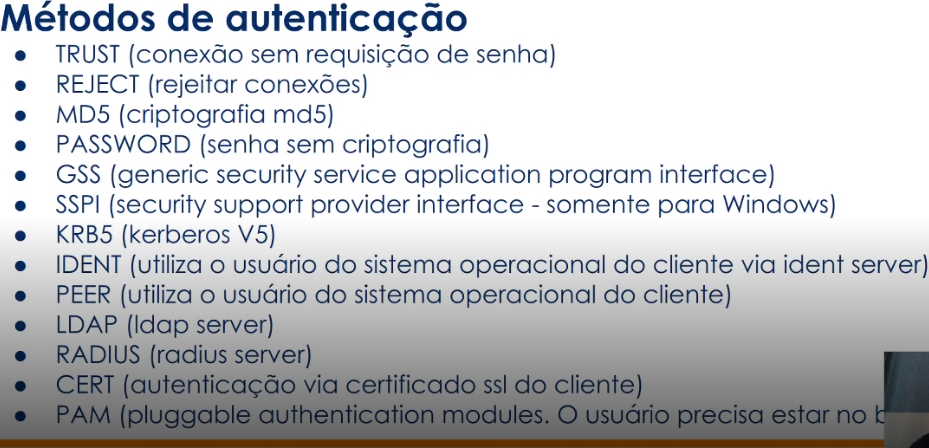 Métodos de autenticação
● TRUST (conexão sem requisição de senha)
● REJECT (rejeitar conexões)
● MD5 (criptografia md5)
● PASSWORD (senha sem criptografia)
● GSS (generic security service application program interface)
● SSPI (security support provider interface - somente para Windows)
● KRB5 (kerberos V5)
● IDENT (utiliza o usuário do sistema operacional do cliente via ident server)
● PEER (utiliza o usuário do sistema operacional do cliente)
● LDAP (ldap server)
● RADIUS (radius server)
● CERT (autenticação via certificado ssl do cliente)
● PAM (pluggable authentication modules. O usuário precisa estar no